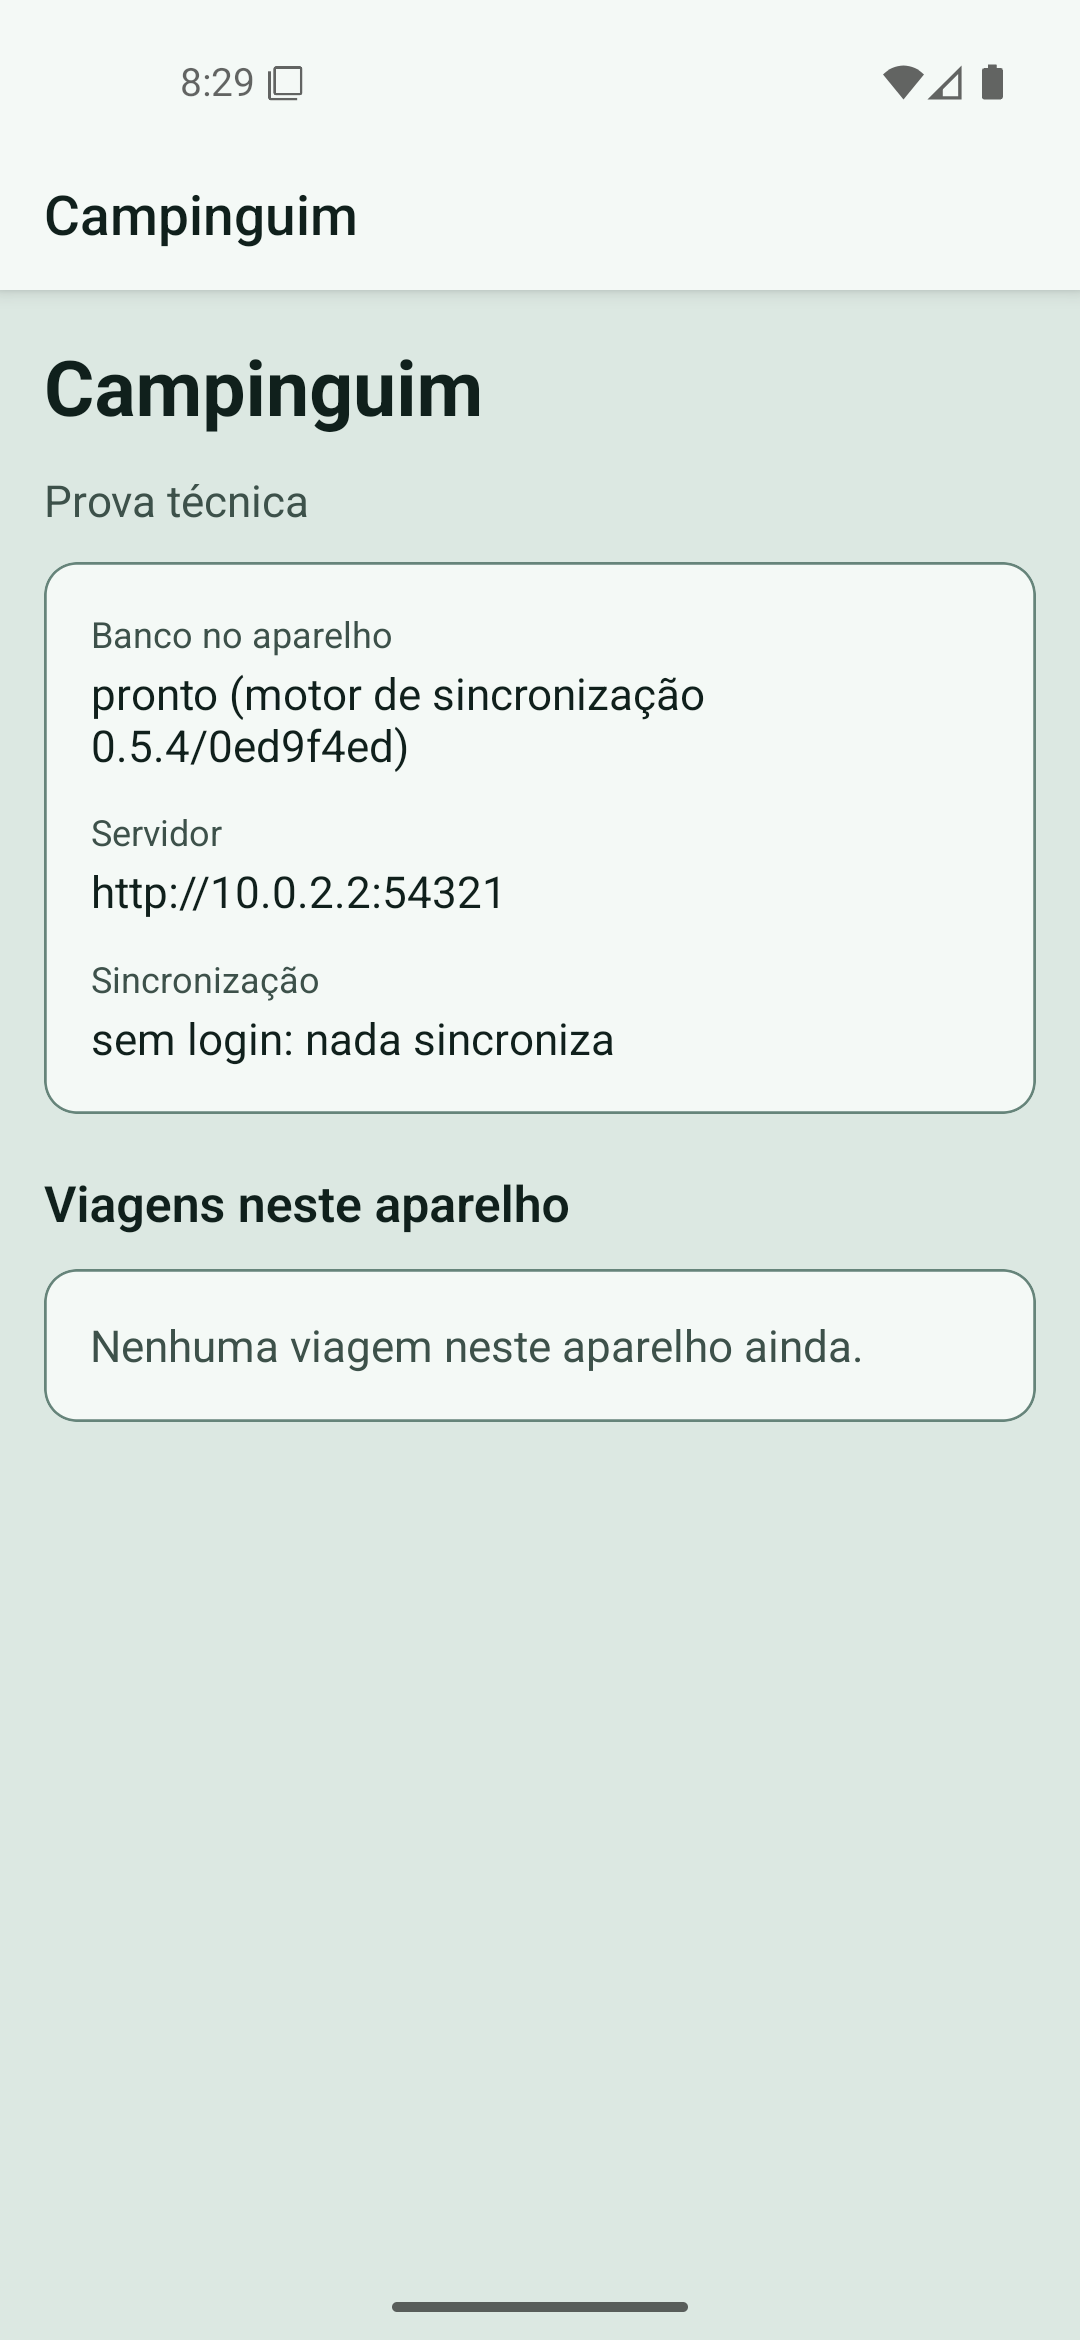 8:29
Campinguim
Campinguim
Prova técnica
Banco no aparelho
pronto (motor de sincronização
0.5.4/0ed9f4ed)
Servidor
http://10.0.2.2:54321
Sincronização
sem login: nada sincroniza
Viagens neste aparelho
Nenhuma viagem neste aparelho ainda.